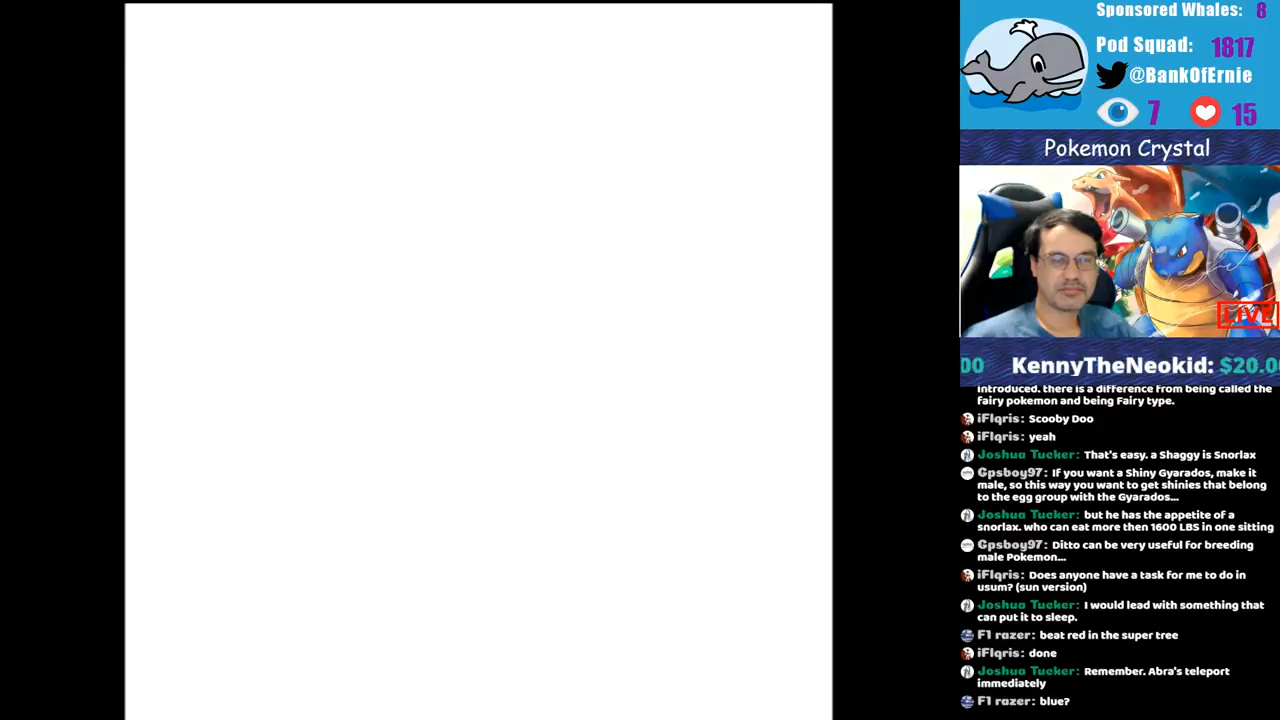 Sponsored Whales: 8
Pod Squad: 1817
@BankOfErnie
7 15
Pokemon Crystal
LIVE
00 KennyTheNeokid: $20.0
introduced. there is a difference from being called the
fairy pokemon and being Fairy type.
iFlqris: Scooby Doo
iFlqris: yeah
Joshua Tucker: That's easy. a Shaggy is Snorlax
Gpsboy97: If you want a Shiny Gyarados, make it
male, so this way you want to get shinies that belong
to the egg group with the Gyarados...
Joshua Tucker: but he has the appetite of a
snorlax. who can eat more then 1600 LBS in one sitting
Gpsboy97: Ditto can be very useful for breeding
male Pokemon...
iFlqris: Does anyone have a task for me to do in
usum? (sun version)
Joshua Tucker: I would lead with something that
can put it to sleep.
F1 razer: beat red in the super tree
iFlqris: done
Joshua Tucker: Remember. Abra's teleport
immediately
F1 razer: blue?